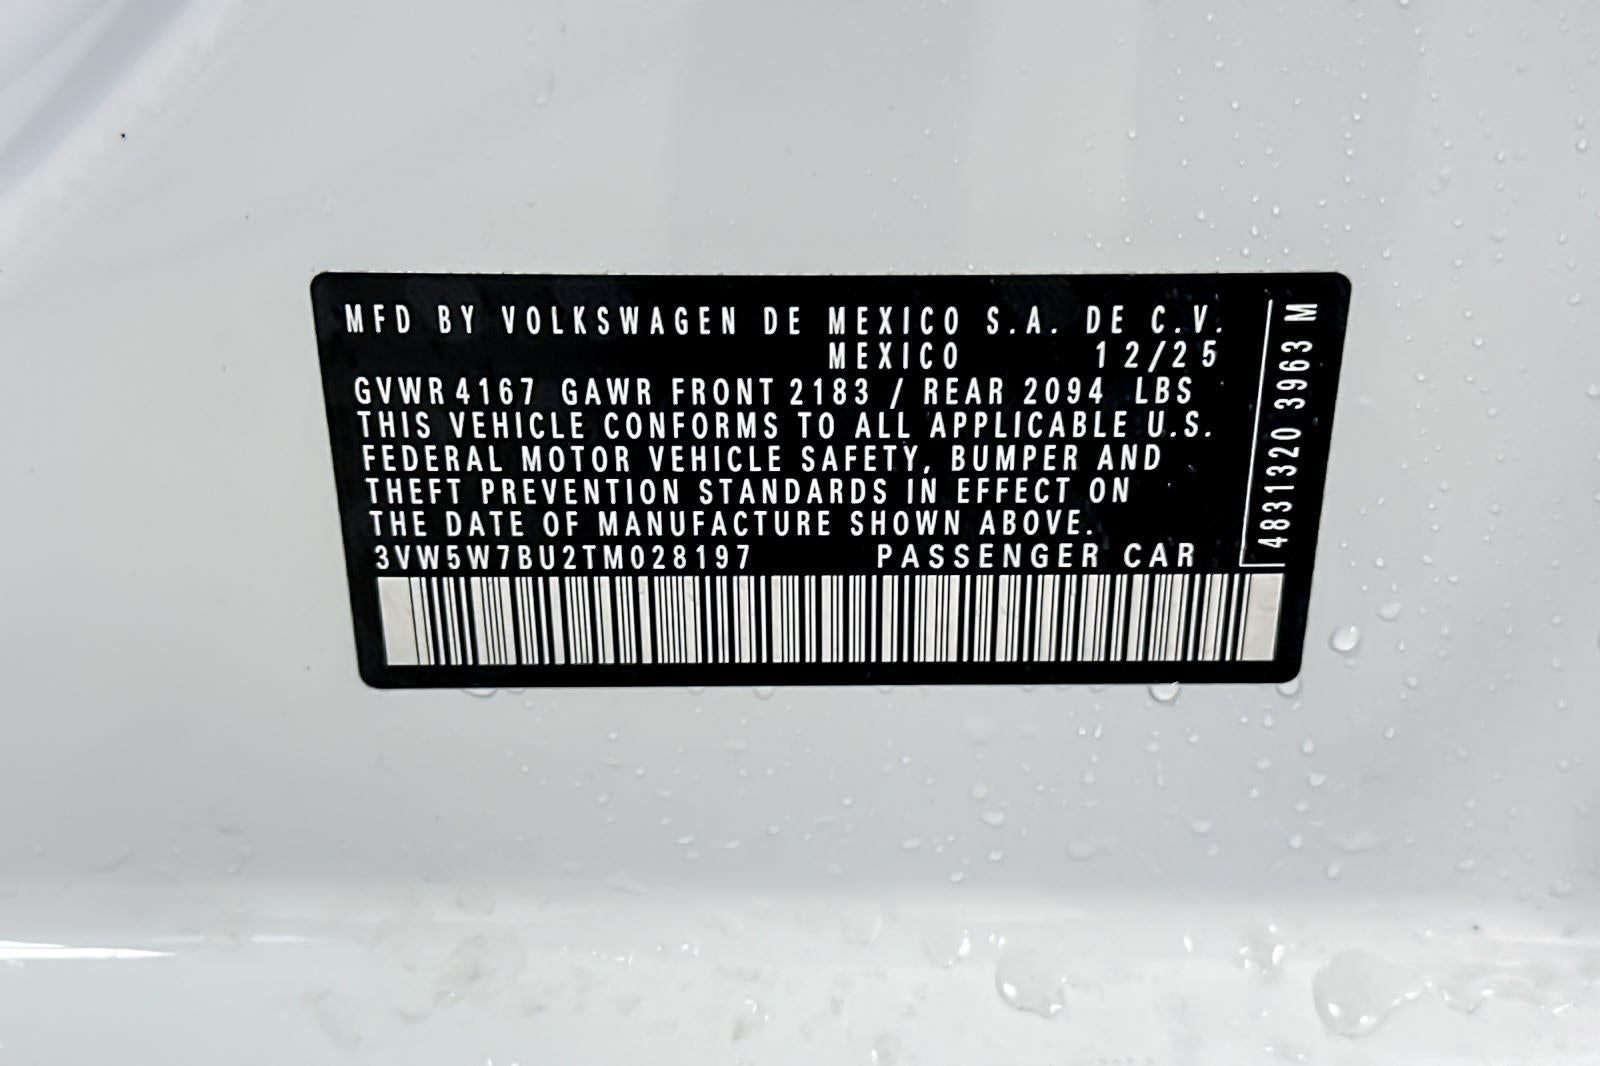 MFD BY VOLKSWAGEN DE MEXICO S.A. DE C.V.
MEXICO 12/25
GVWR 4167 GAWR FRONT 2183 / REAR 2094 LBS
THIS VEHICLE CONFORMS TO ALL APPLICABLE U.S.
FEDERAL MOTOR VEHICLE SAFETY, BUMPER AND
THEFT PREVENTION STANDARDS IN EFFECT ON
THE DATE OF MANUFACTURE SHOWN ABOVE.
3VW5W7BU2TM028197 PASSENGER CAR
4831320 3963 M